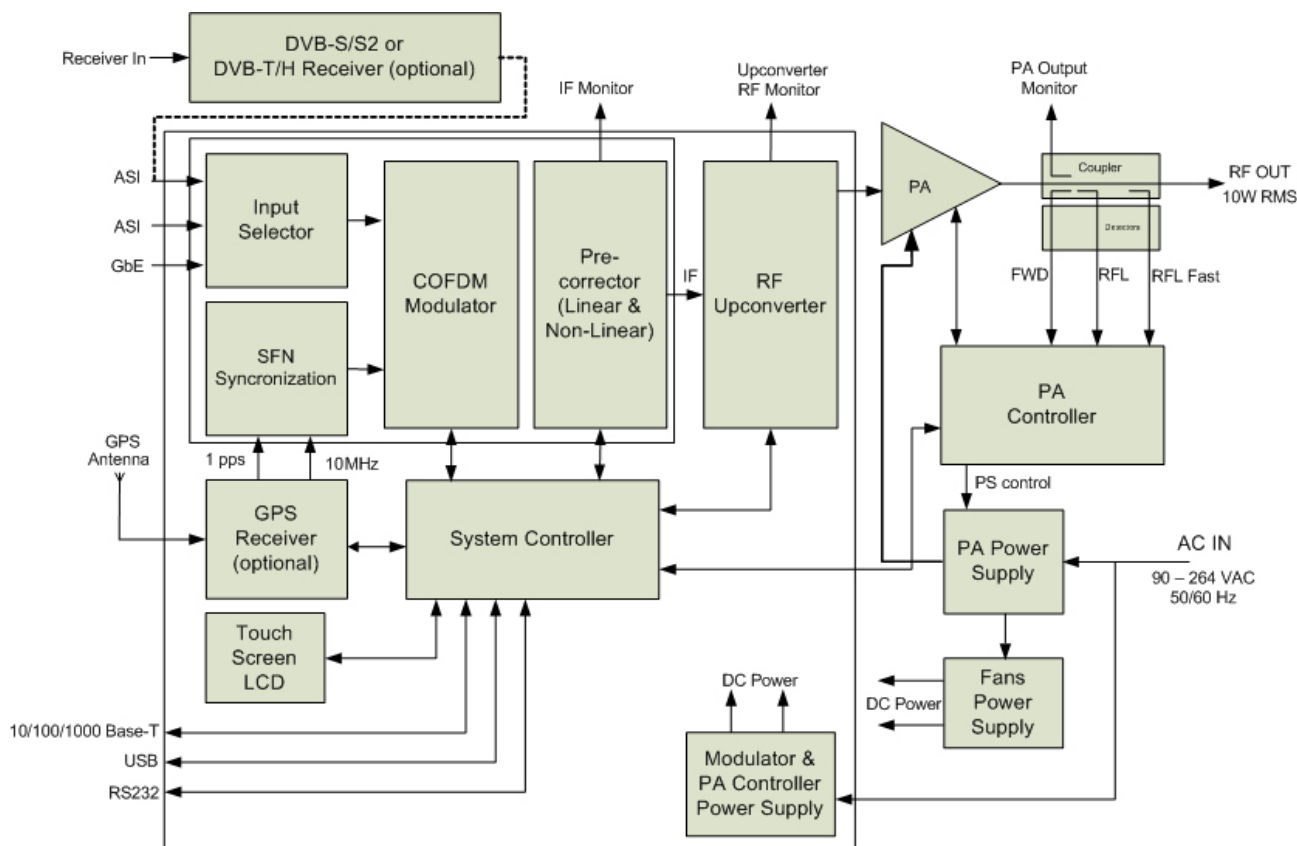 Receiver In
DVB-S/S2 or
DVB-T/H Receiver (optional)
IF Monitor
Upconverter
RF Monitor
PA Output
Monitor
ASI
ASI
GbE
Input
Selector
COFDM
Modulator
Pre-
corrector
(Linear &
Non-Linear)
IF
RF
Upconverter
PA
Coupler
Detectors
RF OUT
10W RMS
FWD
RFL
RFL Fast
SFN
Syncronization
PA
Controller
GPS
Antenna
1 pps
10MHz
PS control
GPS
Receiver
(optional)
System Controller
PA Power
Supply
AC IN
90 – 264 VAC
50/60 Hz
Touch
Screen
LCD
DC Power
Fans
Power
Supply
DC Power
10/100/1000 Base-T
USB
RS232
Modulator &
PA Controller
Power Supply